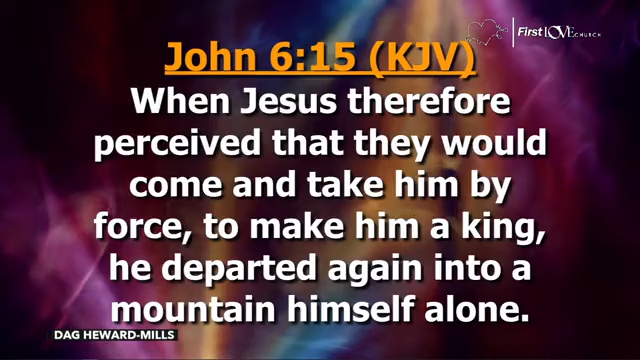 First LOVE CHURCH
John 6:15 (KJV)
When Jesus therefore
perceived that they would
come and take him by
force, to make him a king,
he departed again into a
mountain himself alone.
DAG HEWARD-MILLS